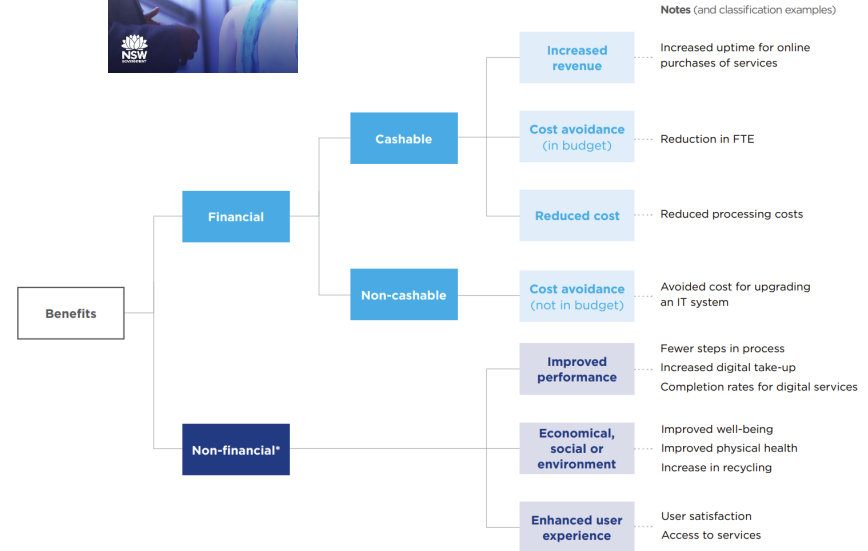 Notes (and classification examples)
NSW
GOVERNMENT
Increased
revenue
Increased uptime for online
purchases of services
Cost avoidance
(in budget)
Reduction in FTE
Cashable
Financial
Reduced cost
Reduced processing costs
Non-cashable
Cost avoidance
(not in budget)
Avoided cost for upgrading
an IT system
Benefits
Improved
performance
Fewer steps in process
Increased digital take-up
Completion rates for digital services
Non-financial*
Economical,
social or
environment
Improved well-being
Improved physical health
Increase in recycling
Enhanced user
experience
User satisfaction
Access to services